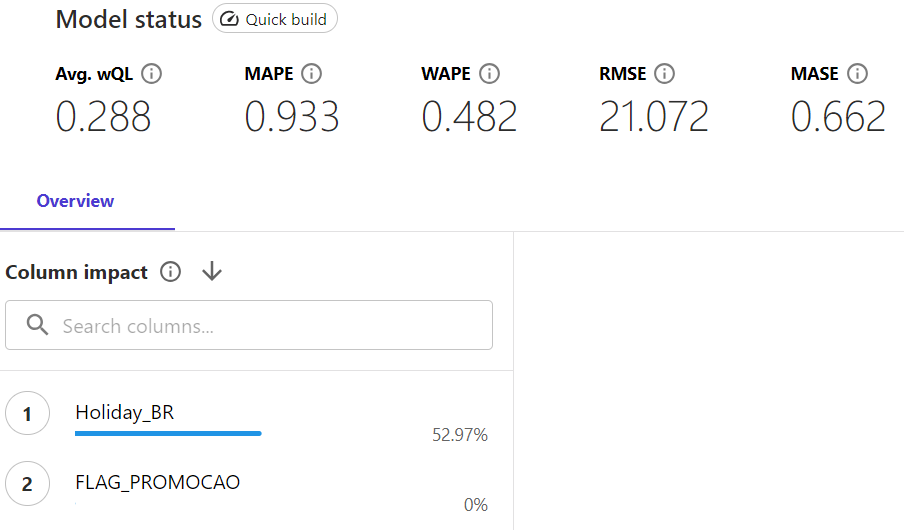 Model status Quick build
Avg. wQL MAPE WAPE RMSE MASE
0.288 0.933 0.482 21.072 0.662
Overview
Column impact
Search columns...
1 Holiday_BR
52.97%
2 FLAG_PROMOCAO
0%